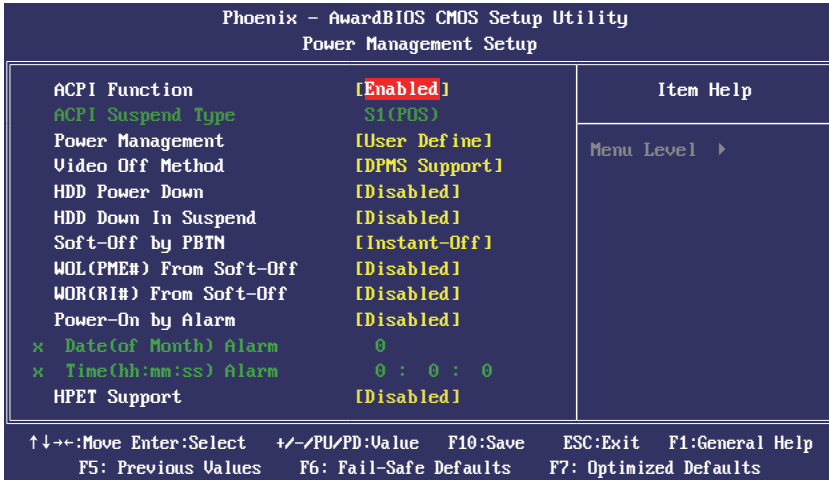 Phoenix - AwardBIOS CMOS Setup Utility
Power Management Setup
ACPI Function [Enabled]
ACPI Suspend Type S1(POS)
Power Management [User Define]
Video Off Method [DPMS Support]
HDD Power Down [Disabled]
HDD Down In Suspend [Disabled]
Soft-Off by PBTN [Instant-Off]
WOL(PME#) From Soft-Off [Disabled]
WOR(RI#) From Soft-Off [Disabled]
Power-On by Alarm [Disabled]
x Date(of Month) Alarm 0
x Time(hh:mm:ss) Alarm 0 : 0 : 0
HPET Support [Disabled]
Item Help
Menu Level ▸
↑↓→←:Move Enter:Select +/-/PU/PD:Value F10:Save ESC:Exit F1:General Help
F5: Previous Values F6: Fail-Safe Defaults F7: Optimized Defaults